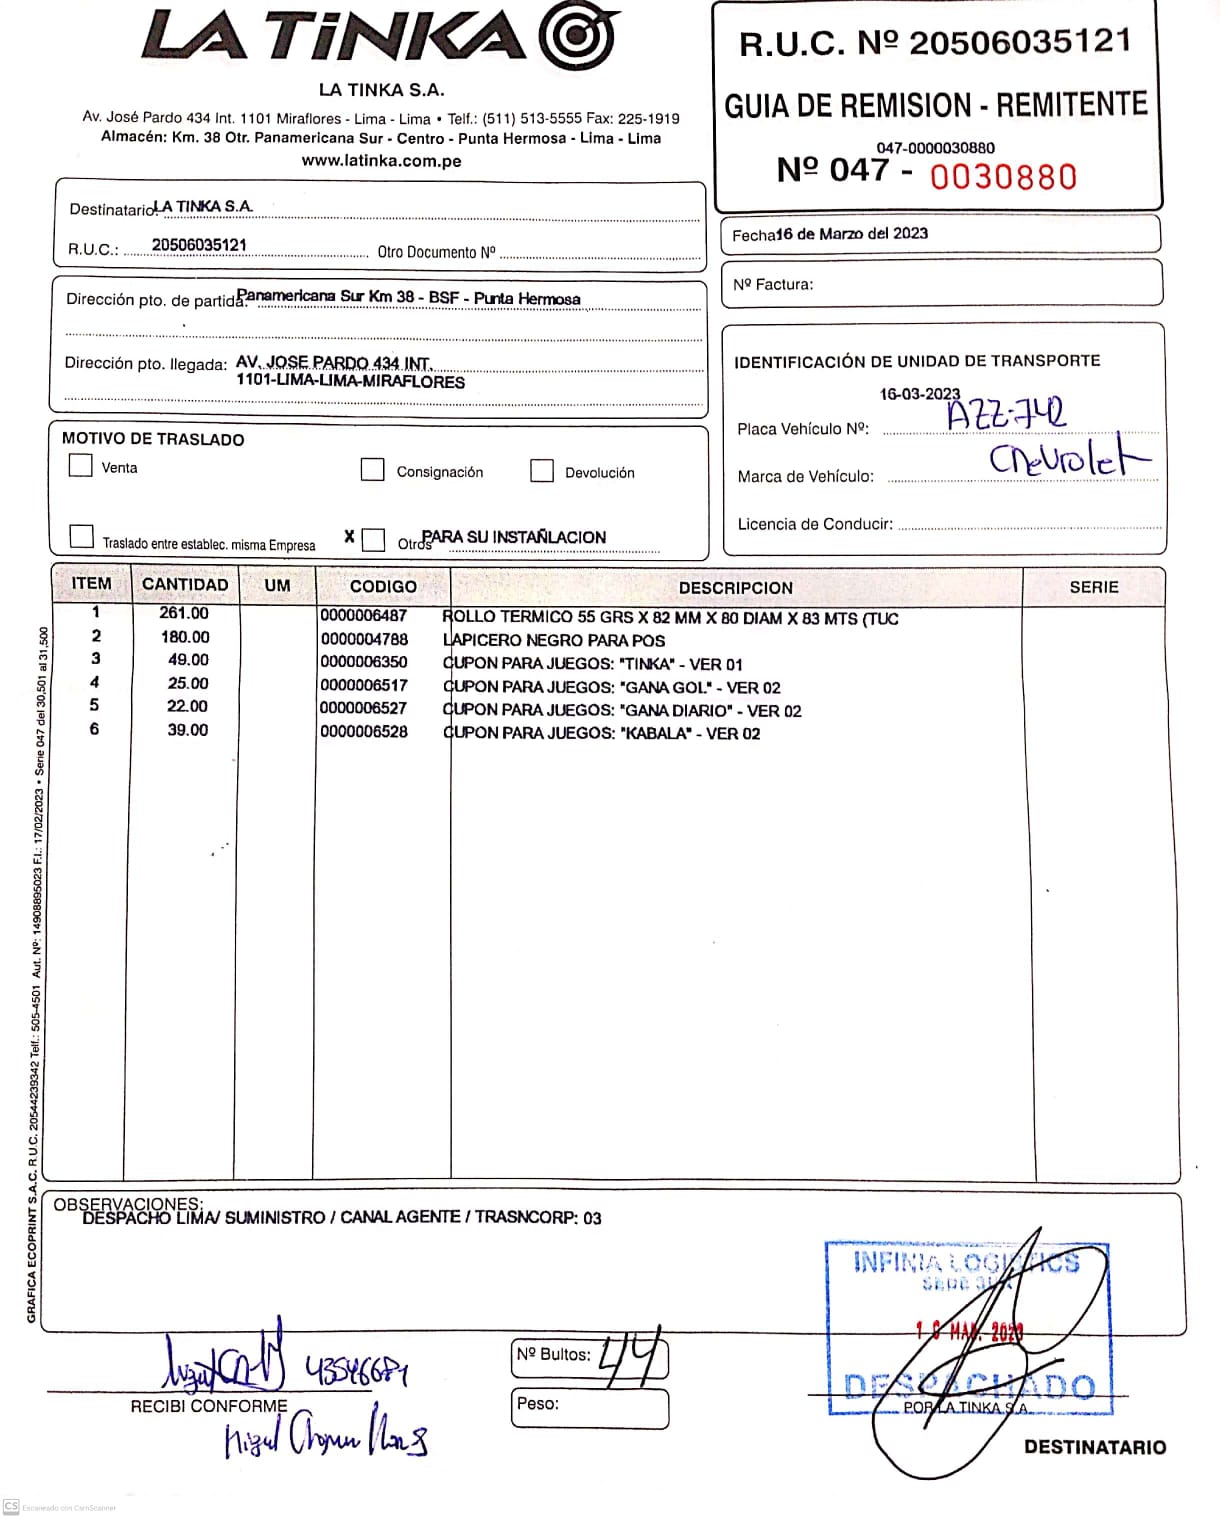 LA TiNKA
LA TINKA S.A.
Av. José Pardo 434 Int. 1101 Miraflores - Lima - Lima • Telf.: (511) 513-5555 Fax: 225-1919
Almacén: Km. 38 Otr. Panamericana Sur - Centro - Punta Hermosa - Lima - Lima
www.latinka.com.pe
R.U.C. Nº 20506035121
GUIA DE REMISION - REMITENTE
047-0000030880
Nº 047 - 0030880
Destinatario: LA TINKA S.A.
R.U.C.: 20506035121 Otro Documento Nº
Fecha 16 de Marzo del 2023
Nº Factura:
Dirección pto. de partida: Panamericana Sur Km 38 - BSF - Punta Hermosa
Dirección pto. llegada: AV. JOSE PARDO 434 INT.
1101-LIMA-LIMA-MIRAFLORES
IDENTIFICACIÓN DE UNIDAD DE TRANSPORTE
16-03-2023
Placa Vehículo Nº: AZZ-742
Marca de Vehículo: Chevrolet
Licencia de Conducir:
MOTIVO DE TRASLADO
Venta Consignación Devolución
Traslado entre establec. misma Empresa X Otros PARA SU INSTAÑLACION
ITEM CANTIDAD UM CODIGO DESCRIPCION SERIE
1 261.00 0000006487 ROLLO TERMICO 55 GRS X 82 MM X 80 DIAM X 83 MTS (TUC
2 180.00 0000004788 LAPICERO NEGRO PARA POS
3 49.00 0000006350 CUPON PARA JUEGOS: "TINKA" - VER 01
4 25.00 0000006517 CUPON PARA JUEGOS: "GANA GOL" - VER 02
5 22.00 0000006527 CUPON PARA JUEGOS: "GANA DIARIO" - VER 02
6 39.00 0000006528 CUPON PARA JUEGOS: "KABALA" - VER 02
GRAFICA ECOPRINT S.A.C. R.U.C. 20544239342 Telf.: 505-4501 Aut. Nº: 14908895023 F.I.: 17/02/2023 • Serie 047 del 30,501 al 31,500
OBSERVACIONES:
DESPACHO LIMA/ SUMINISTRO / CANAL AGENTE / TRASNCORP: 03
INFINIA LOGISTICS
SEDE SUR
16 MAR. 2023
DESPACHADO
43546681
RECIBI CONFORME
Miguel
Nº Bultos: 44
Peso:
POR LA TINKA S.A.
DESTINATARIO
CS Escaneado con CamScanner